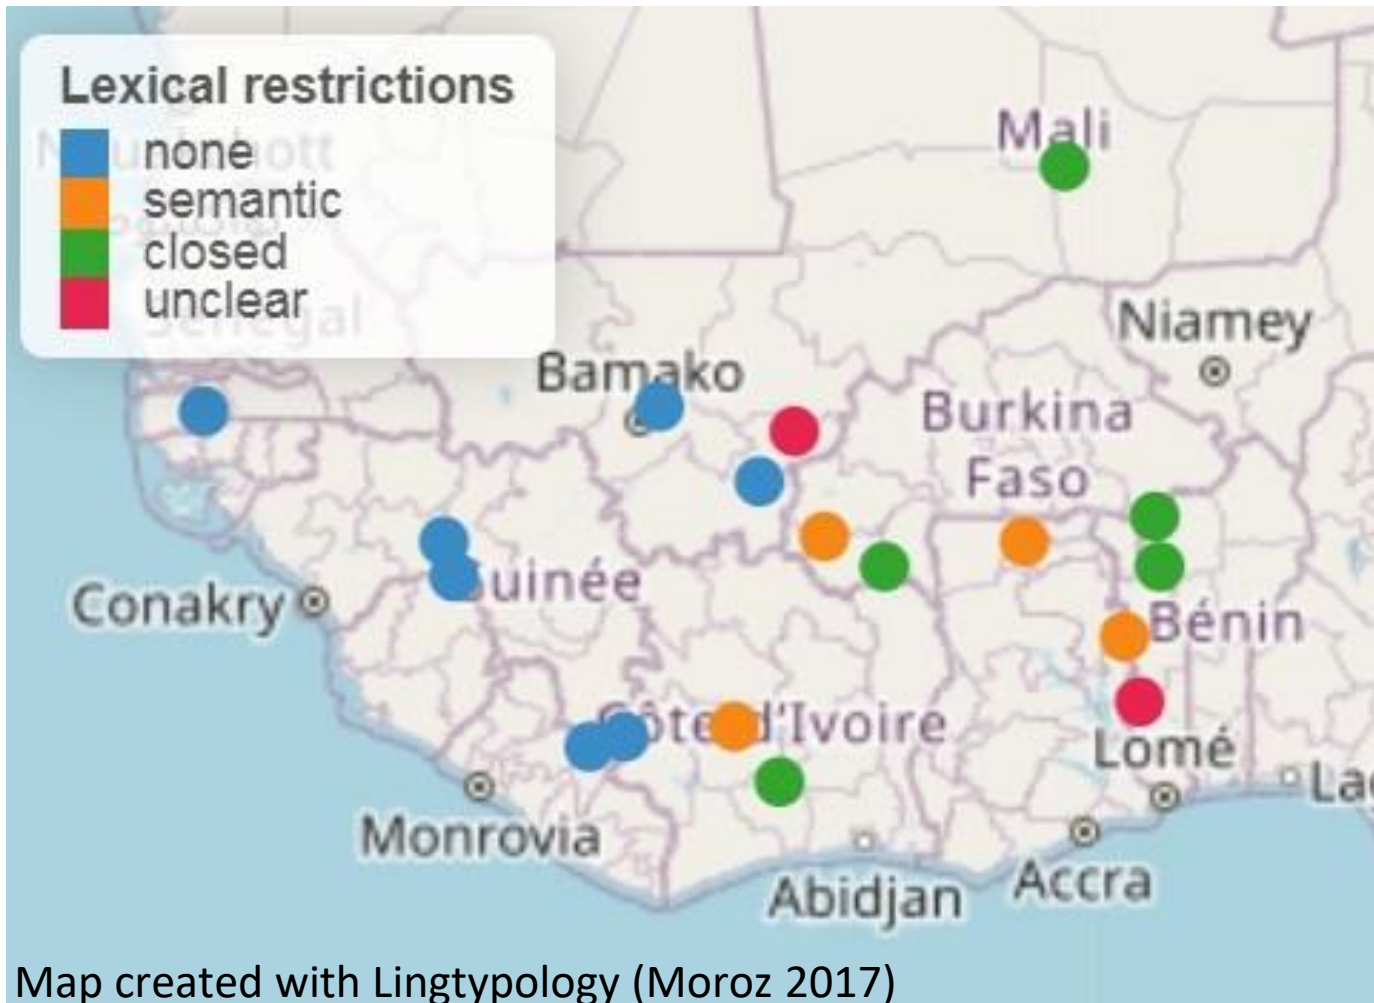 Lexical restrictions
none
semantic
closed
unclear
Mali
Niamey
Bamako
Burkina
Faso
uinée
Conakry
Bénin
Côte d'Ivoire
Lomé
Monrovia
Accra
Abidjan
Map created with Lingtypology (Moroz 2017)